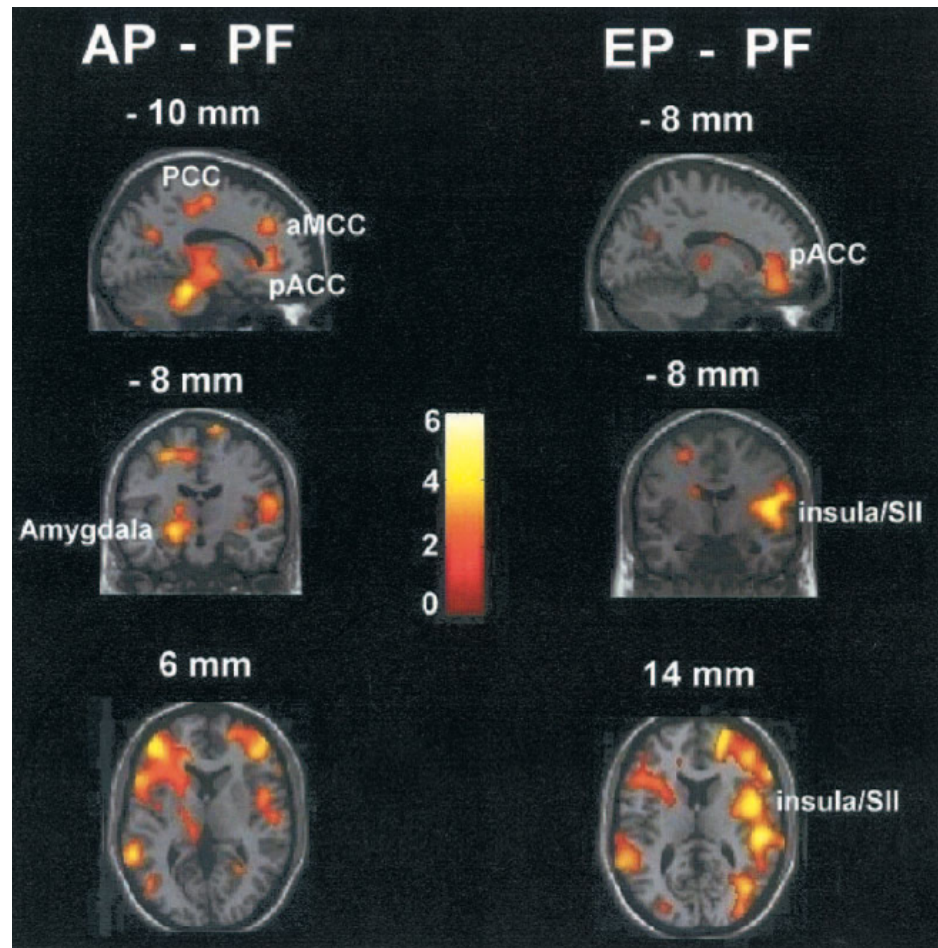 AP - PF
EP - PF
- 10 mm
- 8 mm
PCC
aMCC
pACC
pACC
- 8 mm
- 8 mm
6
4
2
0
Amygdala
insula/SII
6 mm
14 mm
insula/SII